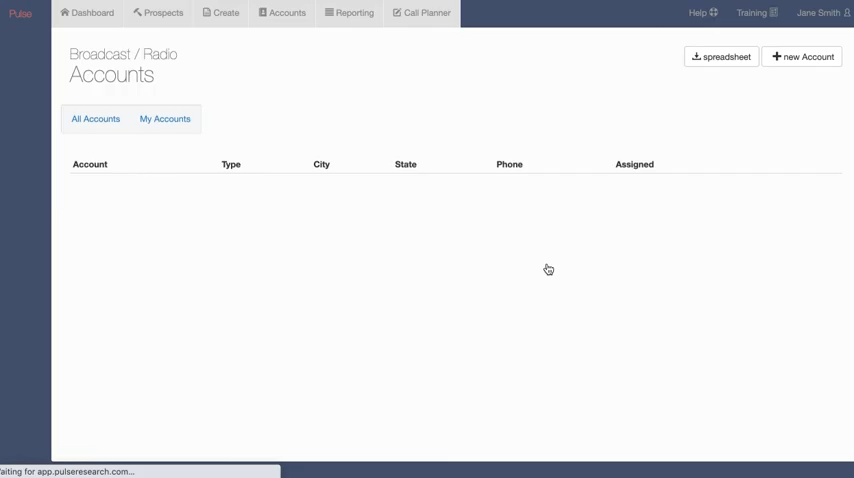 Pulse
Dashboard Prospects Create Accounts Reporting Call Planner Help Training Jane Smith
Broadcast / Radio
Accounts
spreadsheet new Account
All Accounts My Accounts
Account Type City State Phone Assigned
aiting for app.pulseresearch.com...